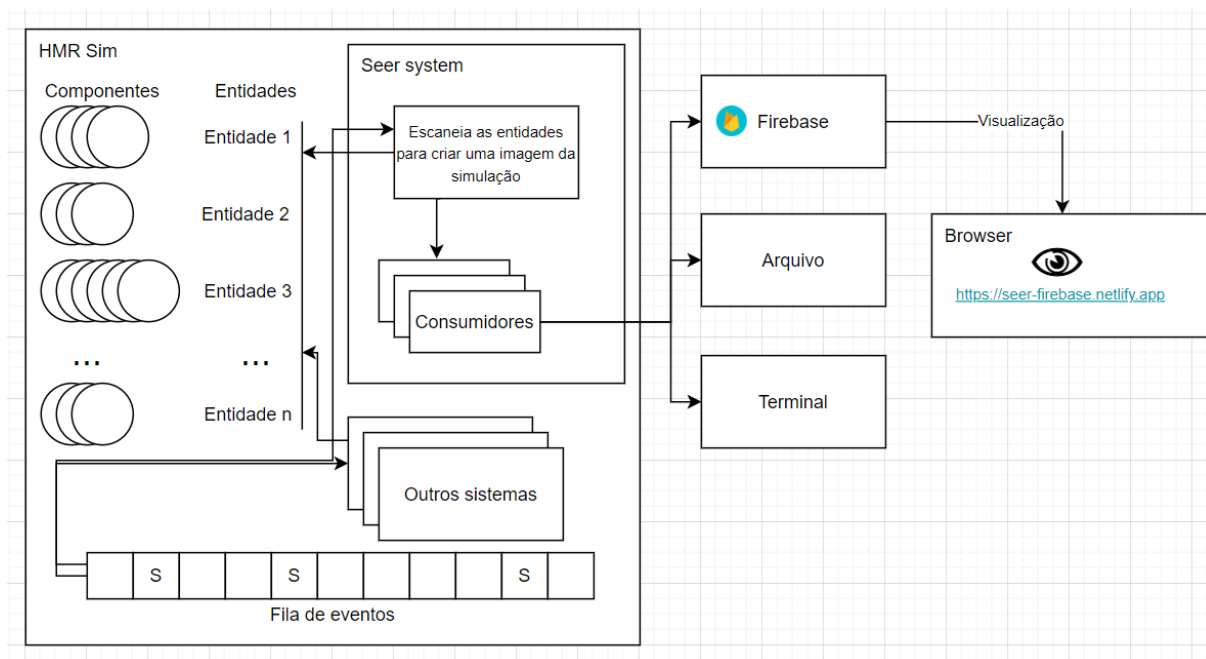 HMR Sim
Componentes
Entidades
Entidade 1
Entidade 2
Entidade 3
...
...
Entidade n
Seer system
Escaneia as entidades
para criar uma imagem da
simulação
Consumidores
Outros sistemas
S
S
S
Fila de eventos
Firebase
Visualização
Arquivo
Terminal
Browser
https://seer-firebase.netlify.app